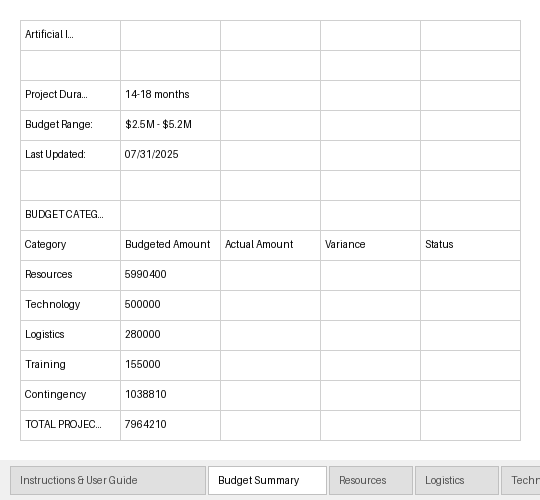 Artificial I...
Project Dura... 14-18 months
Budget Range: $2.5M - $5.2M
Last Updated: 07/31/2025
BUDGET CATEG...
Category Budgeted Amount Actual Amount Variance Status
Resources 5990400
Technology 500000
Logistics 280000
Training 155000
Contingency 1038810
TOTAL PROJEC... 7964210
Instructions & User Guide Budget Summary Resources Logistics Techn